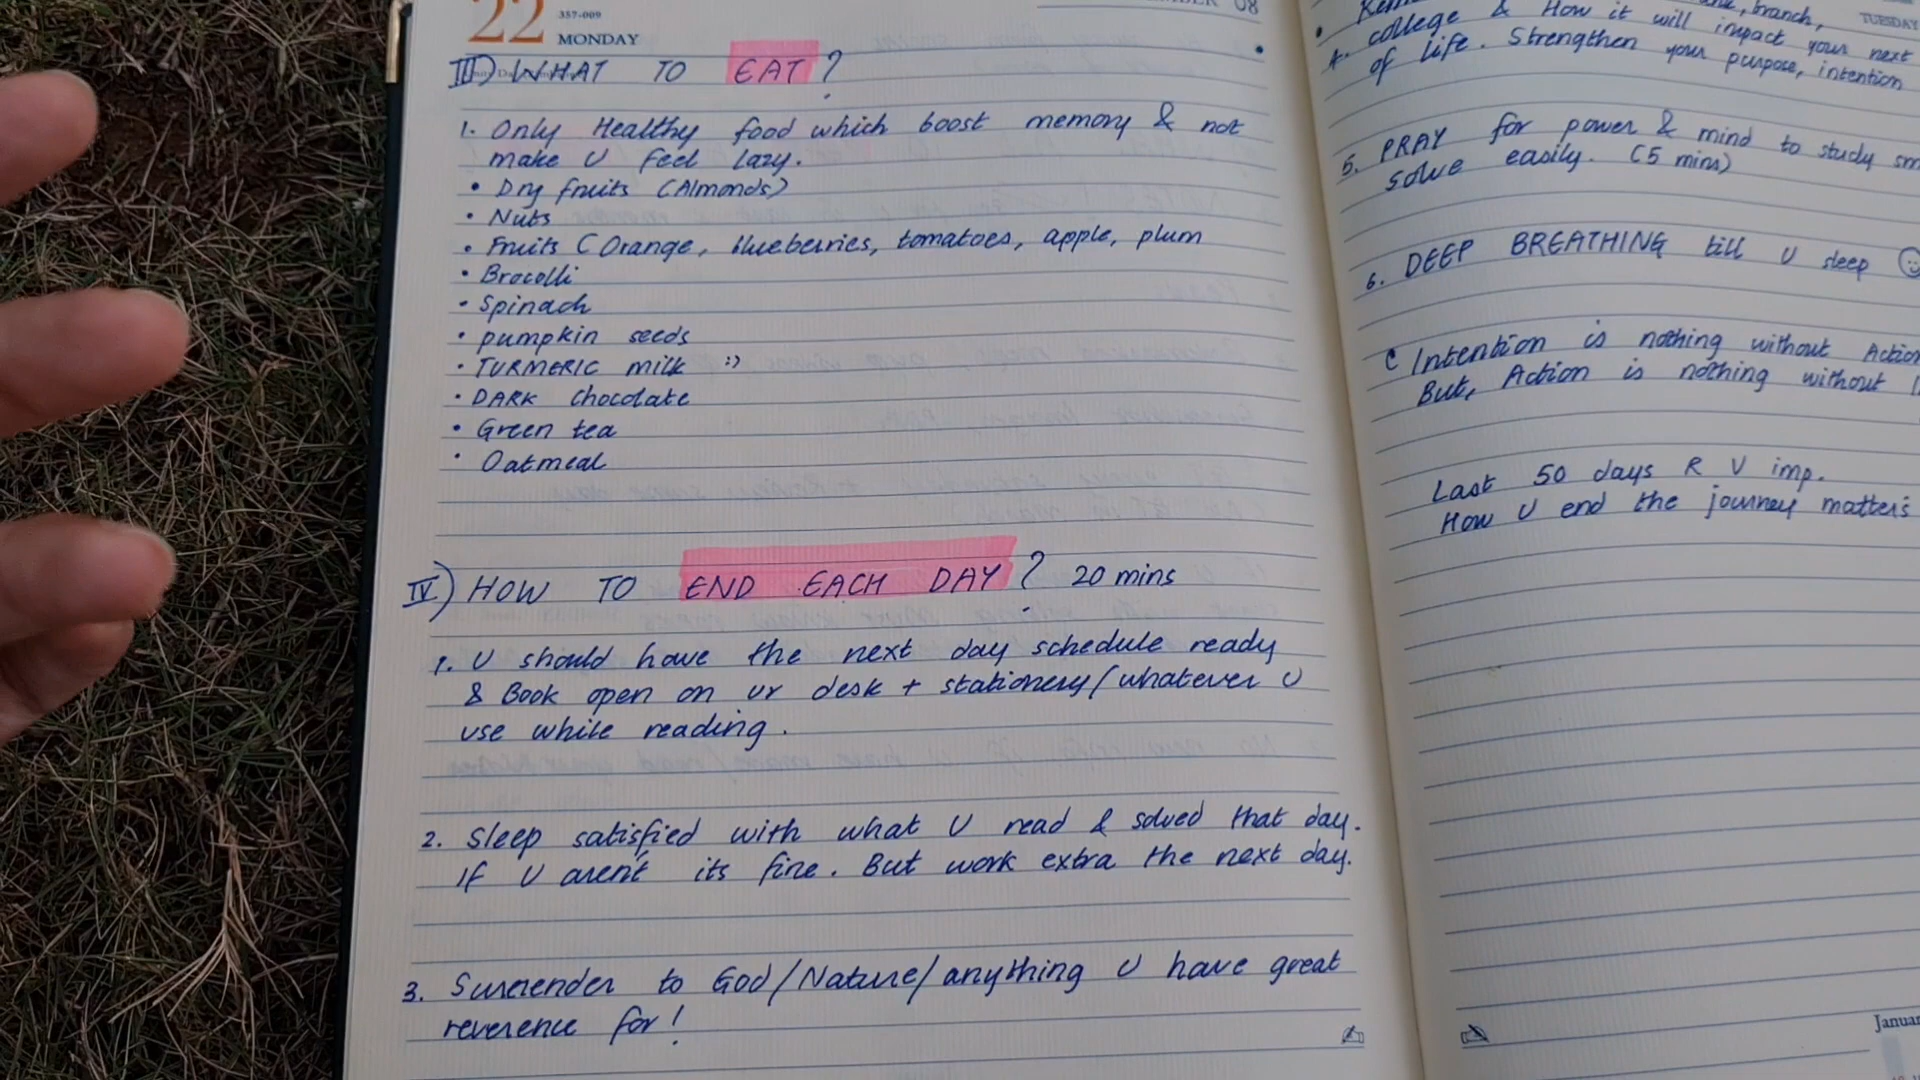 22
357-009
MONDAY
08
III) WHAT TO EAT?
1. Only Healthy food which boost memory & not
make U feel lazy.
• Dry fruits (Almonds)
• Nuts
• Fruits ( Orange, blueberries, tomatoes, apple, plum
• Brocolli
• Spinach
• pumpkin seeds
• TURMERIC milk :)
• DARK chocolate
• Green tea
• Oatmeal
IV) HOW TO END EACH DAY? 20 mins
1. U should have the next day schedule ready
& Book open on ur desk + stationery/whatever U
use while reading.
2. Sleep satisfied with what U read & solved that day.
If U aren't its fine. But work extra the next day.
3. Surrender to God/Nature/anything U have great
reverence for!
TUESDAY
branch,
4. college & How it will impact your next
of life. Strengthen your purpose, intention
5. PRAY for power & mind to study
solve easily. (5 mins)
6. DEEP BREATHING till U sleep
Intention is nothing without Action
But, Action is nothing without
Last 50 days R V imp.
How U end the journey matters